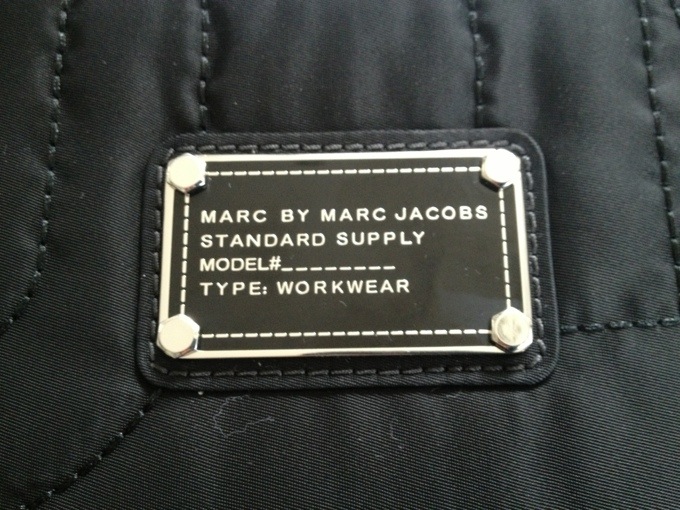 MARC BY MARC JACOBS
STANDARD SUPPLY
MODEL#________
TYPE: WORKWEAR